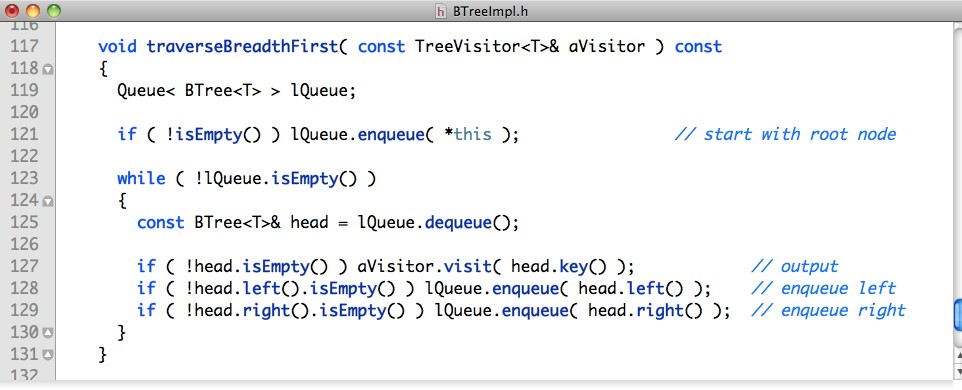 BTreeImpl.h
116
117 void traverseBreadthFirst( const TreeVisitor<T>& aVisitor ) const
118 {
119 Queue< BTree<T> > lQueue;
120
121 if ( !isEmpty() ) lQueue.enqueue( *this ); // start with root node
122
123 while ( !lQueue.isEmpty() )
124 {
125 const BTree<T>& head = lQueue.dequeue();
126
127 if ( !head.isEmpty() ) aVisitor.visit( head.key() ); // output
128 if ( !head.left().isEmpty() ) lQueue.enqueue( head.left() ); // enqueue left
129 if ( !head.right().isEmpty() ) lQueue.enqueue( head.right() ); // enqueue right
130 }
131 }
132